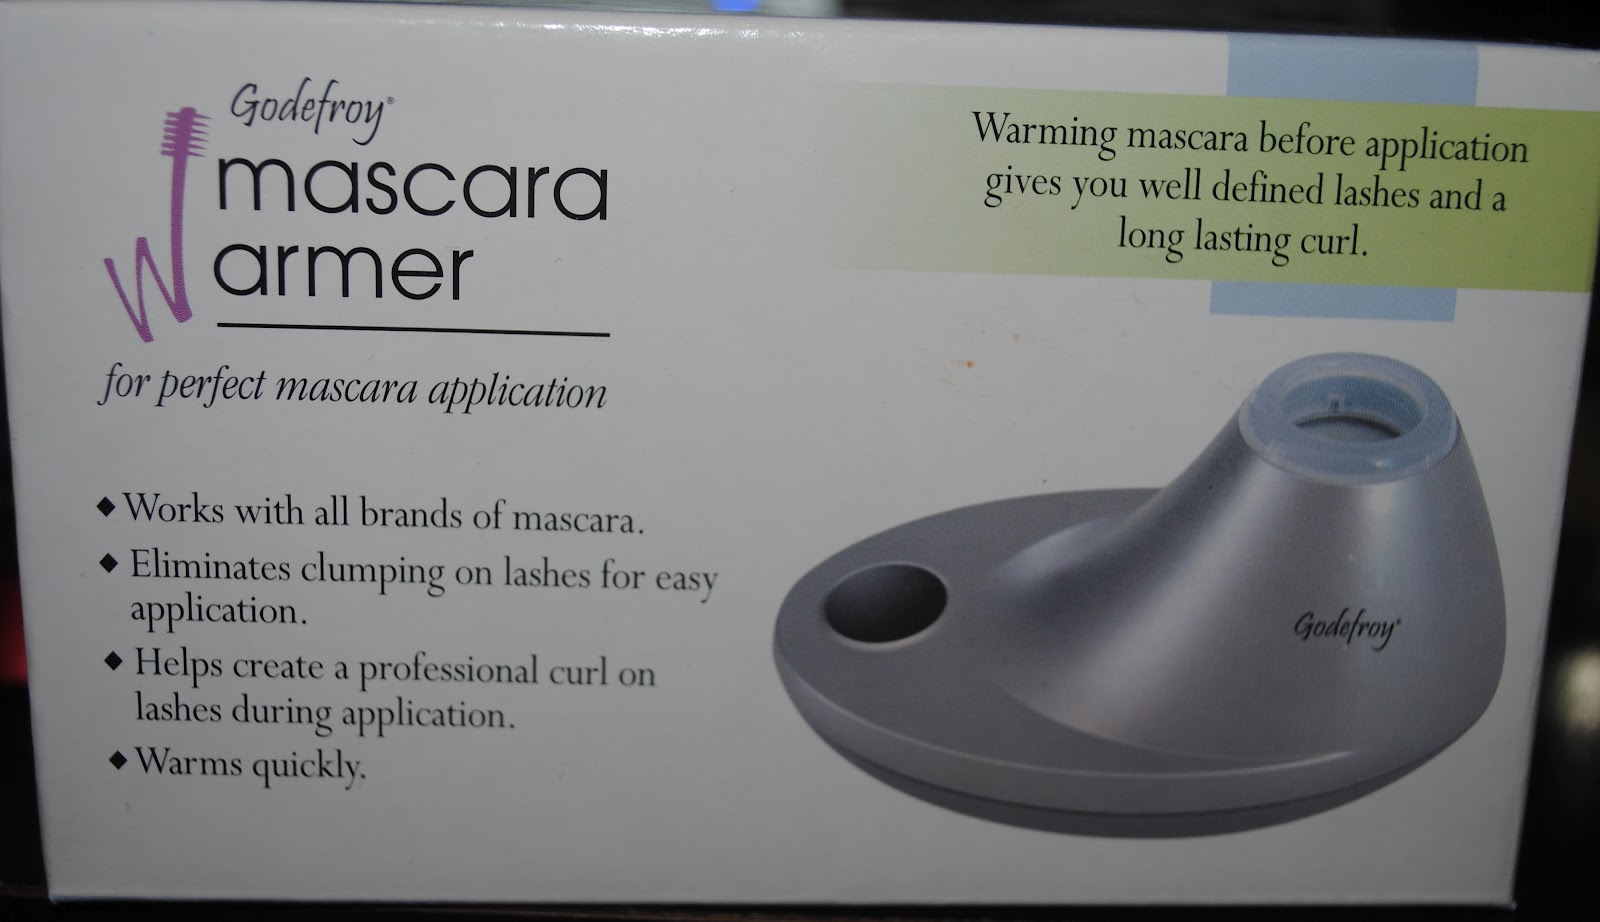 Godefroy®
mascara
Warmer
for perfect mascara application
Warming mascara before application
gives you well defined lashes and a
long lasting curl.
◆ Works with all brands of mascara.
◆ Eliminates clumping on lashes for easy
application.
◆ Helps create a professional curl on
lashes during application.
◆ Warms quickly.
Godefroy®